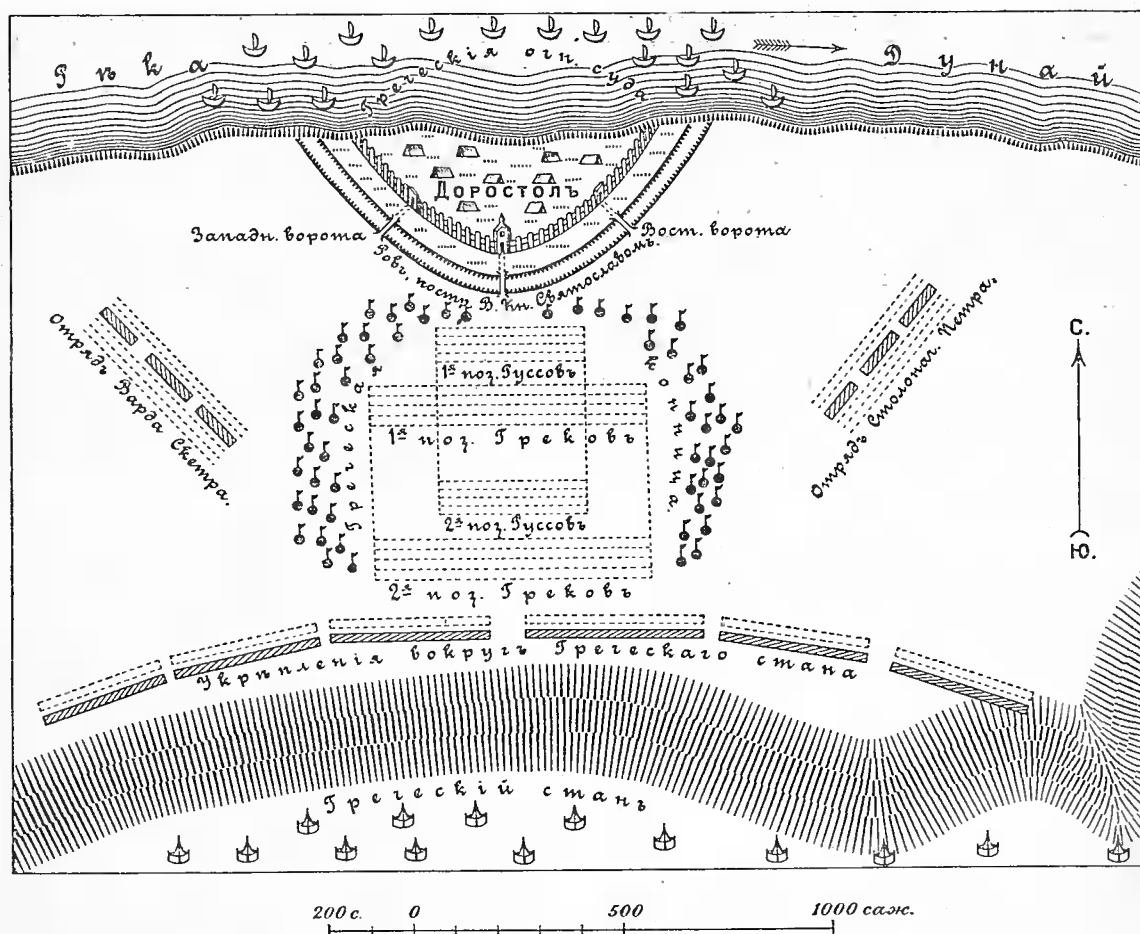 Рѣка Дунай
Греческія огн. суда
Доростолъ
Западн. ворота
Вост. ворота
Ровъ, постр. В. Кн. Святославомъ.
Отрядъ Варда Склера.
Отрядъ Столонач. Петра.
Греческая конница.
С.
1я поз. Руссовъ
1я поз. Грековъ
2я поз. Руссовъ
2я поз. Грековъ
Ю.
Укрѣпленія вокругъ Греческаго стана
Греческій станъ
200 с. 0 500 1000 саж.